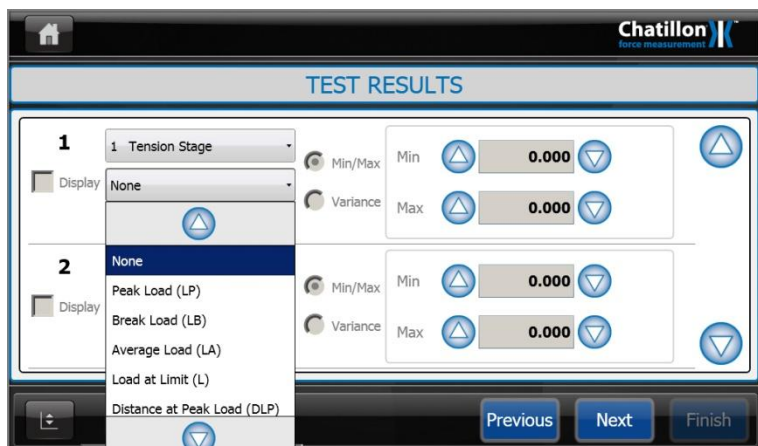 Chatillon™
force measurement
TEST RESULTS
1
1 Tension Stage
Display
None
Min/Max
Variance
Min
0.000
Max
0.000
None
Peak Load (LP)
Break Load (LB)
Average Load (LA)
Load at Limit (L)
Distance at Peak Load (DLP)
2
Display
Min/Max
Variance
Min
0.000
Max
0.000
Previous
Next
Finish